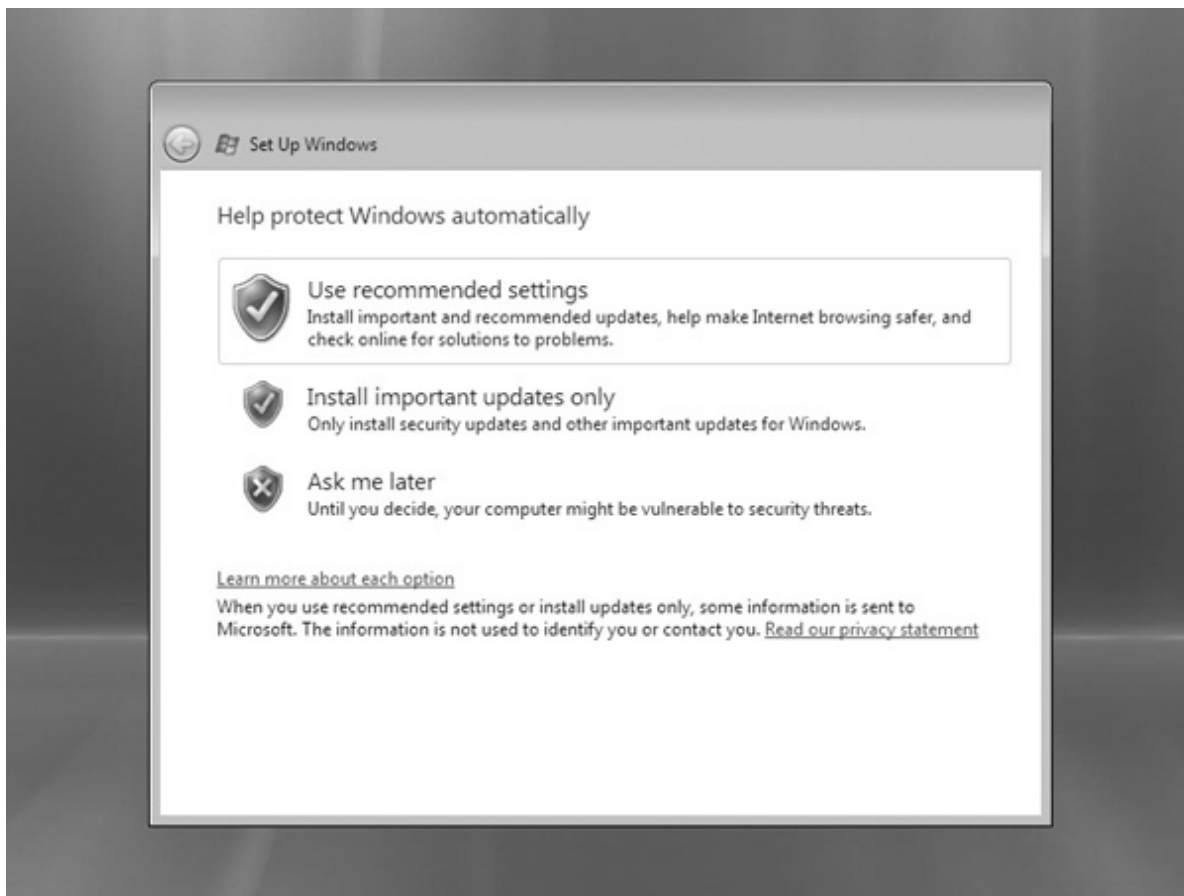 Set Up Windows
Help protect Windows automatically
Use recommended settings
Install important and recommended updates, help make Internet browsing safer, and
check online for solutions to problems.
Install important updates only
Only install security updates and other important updates for Windows.
Ask me later
Until you decide, your computer might be vulnerable to security threats.
Learn more about each option
When you use recommended settings or install updates only, some information is sent to
Microsoft. The information is not used to identify you or contact you. Read our privacy statement